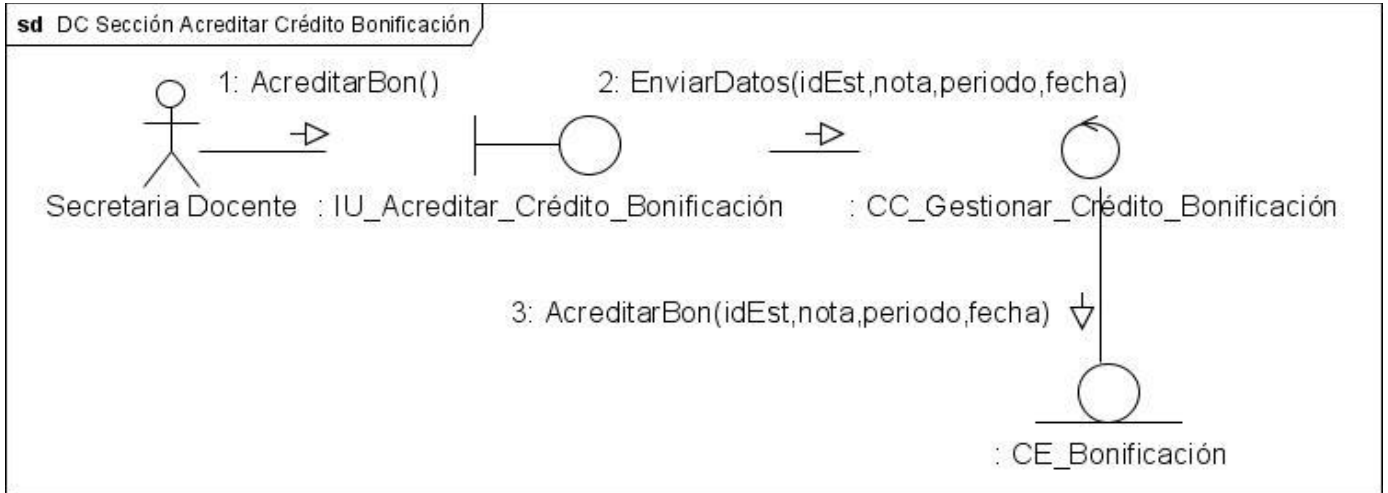 sd DC Sección Acreditar Crédito Bonificación
1: AcreditarBon()
2: EnviarDatos(idEst,nota,periodo,fecha)
Secretaria Docente
: IU_Acreditar_Crédito_Bonificación
: CC_Gestionar_Crédito_Bonificación
3: AcreditarBon(idEst,nota,periodo,fecha)
: CE_Bonificación